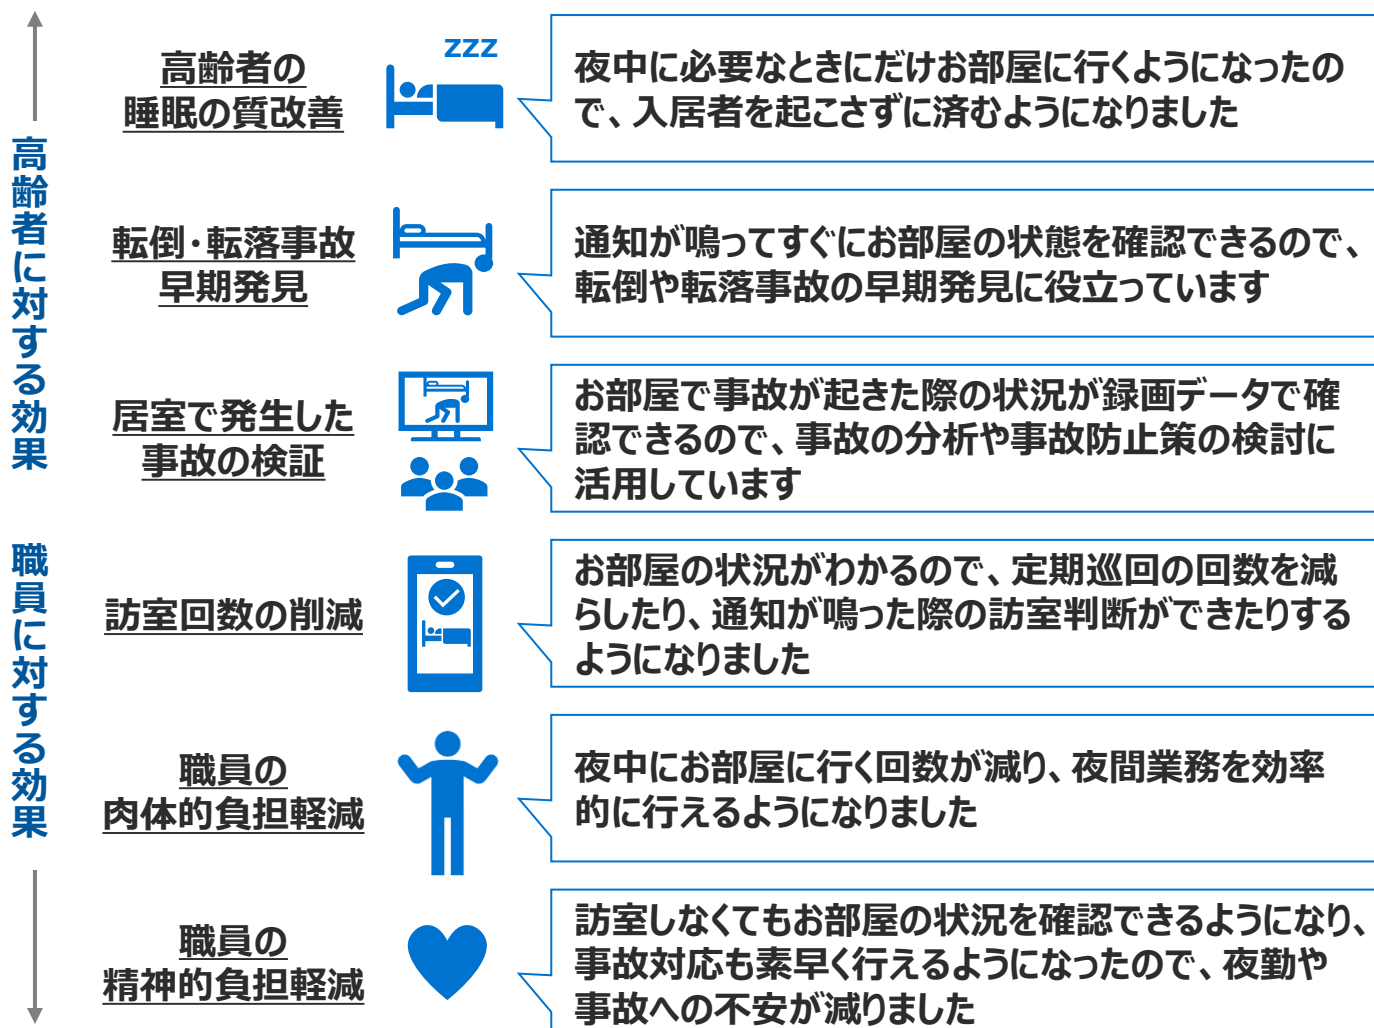 高齢者に対する効果
高齢者の
睡眠の質改善
zzz
夜中に必要なときにだけお部屋に行くようになったの
で、入居者を起こさずに済むようになりました
転倒・転落事故
早期発見
通知が鳴ってすぐにお部屋の状態を確認できるので、
転倒や転落事故の早期発見に役立っています
居室で発生した
事故の検証
お部屋で事故が起きた際の状況が録画データで確
認できるので、事故の分析や事故防止策の検討に
活用しています
職員に対する効果
訪室回数の削減
お部屋の状況がわかるので、定期巡回の回数を減
らしたり、通知が鳴った際の訪室判断ができたりする
ようになりました
職員の
肉体的負担軽減
夜中にお部屋に行く回数が減り、夜間業務を効率
的に行えるようになりました
職員の
精神的負担軽減
訪室しなくてもお部屋の状況を確認できるようになり、
事故対応も素早く行えるようになったので、夜勤や
事故への不安が減りました